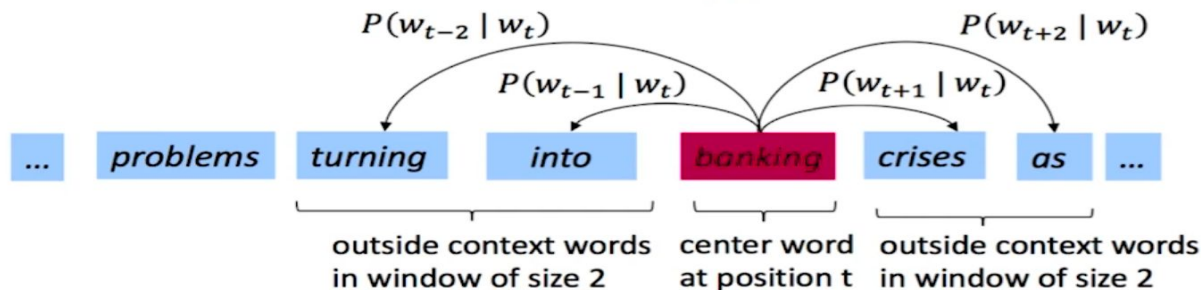 P(w_{t-2} | w_t) P(w_{t+2} | w_t)
P(w_{t-1} | w_t) P(w_{t+1} | w_t)
... problems turning into banking crises as ...
outside context words center word outside context words
in window of size 2 at position t in window of size 2